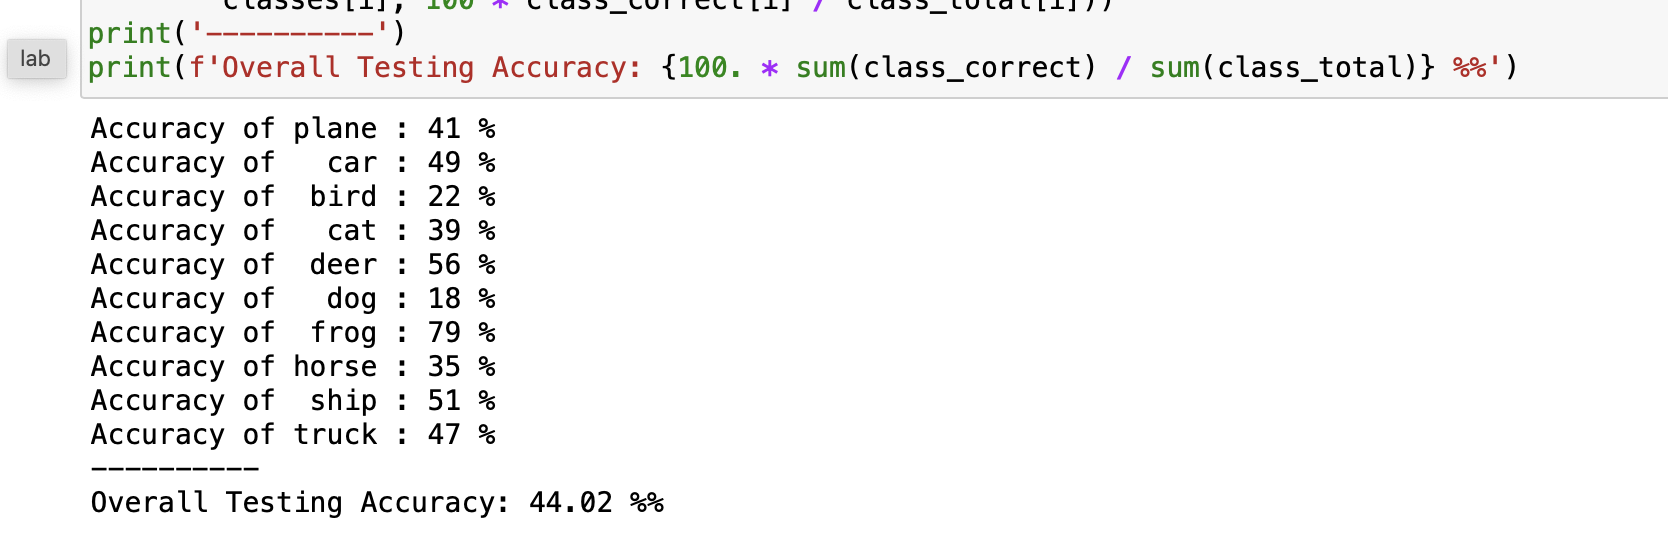 classes[i], 100 * class_correct[i] / class_total[i]))
print('----------')
lab
print(f'Overall Testing Accuracy: {100. * sum(class_correct) / sum(class_total)} %%')
Accuracy of plane : 41 %
Accuracy of   car : 49 %
Accuracy of  bird : 22 %
Accuracy of   cat : 39 %
Accuracy of  deer : 56 %
Accuracy of   dog : 18 %
Accuracy of  frog : 79 %
Accuracy of horse : 35 %
Accuracy of  ship : 51 %
Accuracy of truck : 47 %
----------
Overall Testing Accuracy: 44.02 %%